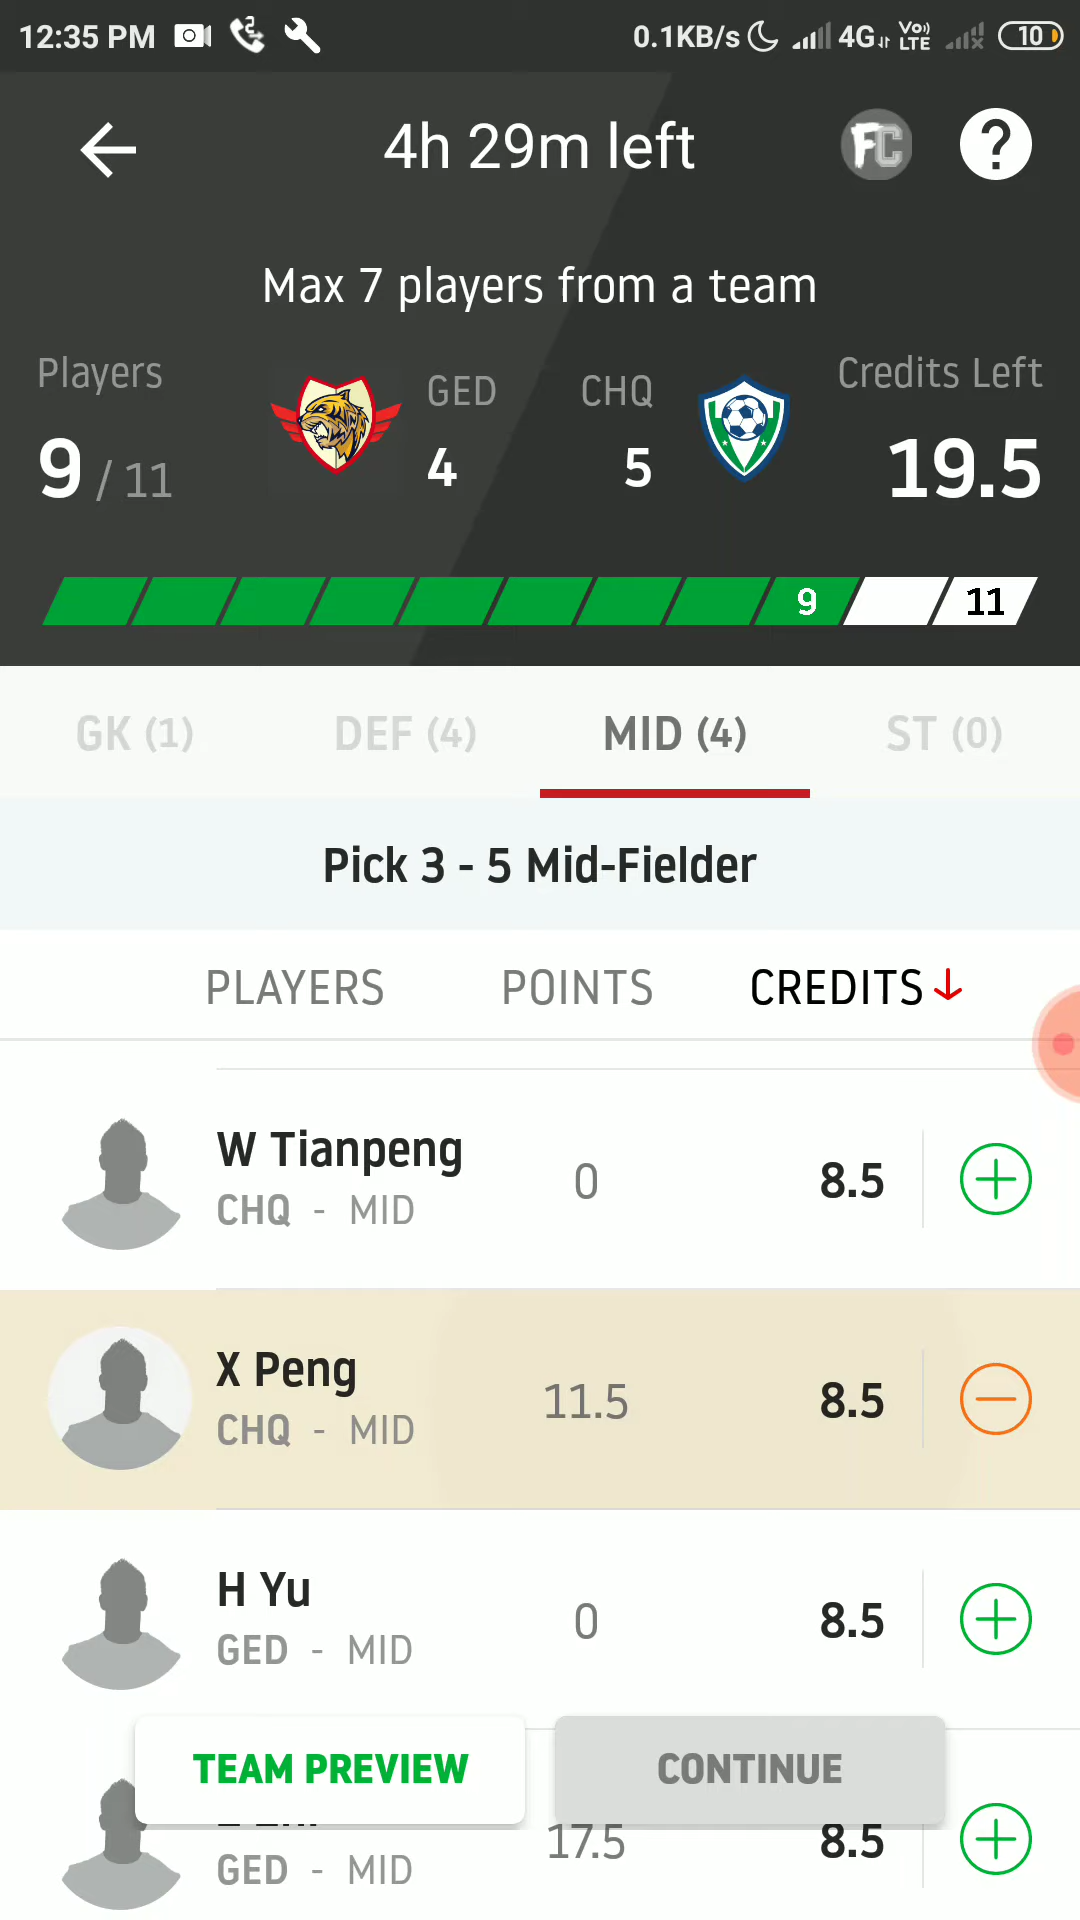 12:35 PM 0.1KB/s 4G Vo)) LTE 10
4h 29m left FC ?
Max 7 players from a team
Players GED CHQ Credits Left
9 / 11 4 5 19.5
9 11
GK (1) DEF (4) MID (4) ST (0)
Pick 3 - 5 Mid-Fielder
PLAYERS POINTS CREDITS
W Tianpeng
CHQ - MID 0 8.5
X Peng
CHQ - MID 11.5 8.5
H Yu
GED - MID 0 8.5
TEAM PREVIEW CONTINUE
17.5 8.5
GED - MID